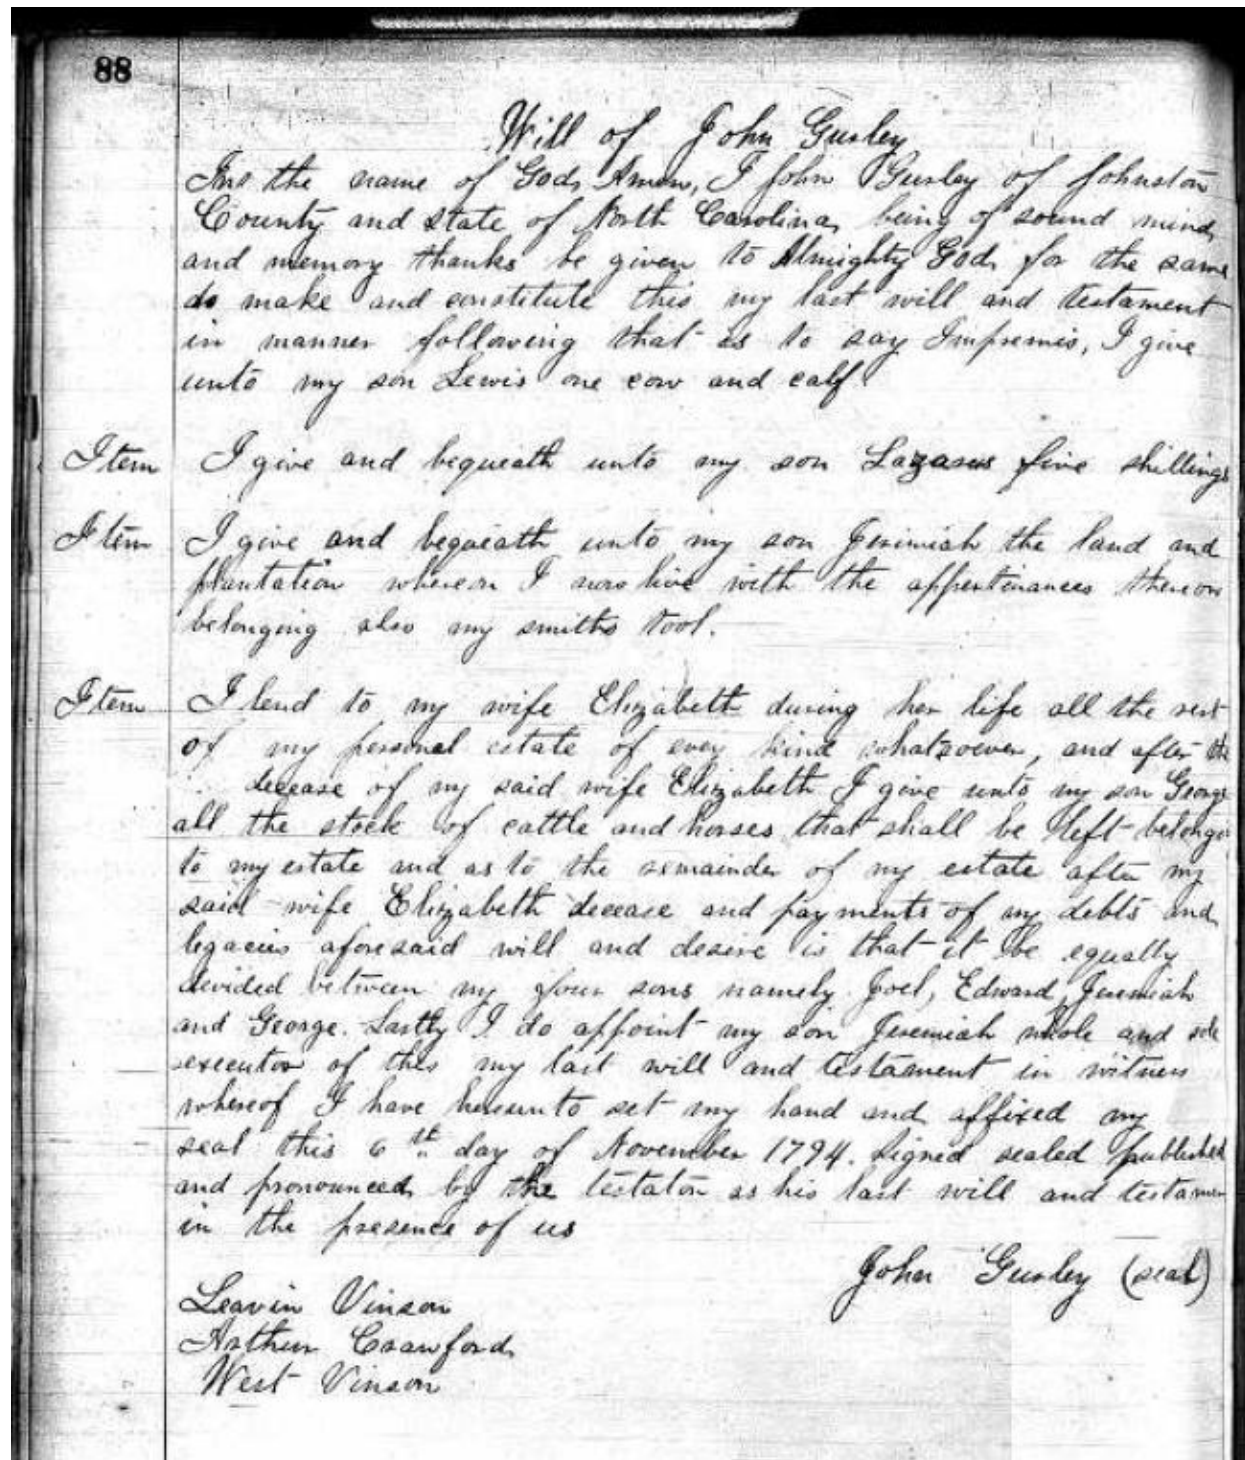 88
Will of John Gurley
In the name of God, Amen, I John Gurley of Johnston
County and state of North Carolina, being of sound mind,
and memory thanks be given to Almighty God, for the same
do make and constitute this my last will and testament
in manner following that is to say Impremis, I give
unto my son Lewis one cow and calf
Item I give and bequeath unto my son Lazarus five shillings
Item I give and beqaeath unto my son Jerimiah the land and
plantation whereon I now live with the appertinances thereon
belonging also my smiths tool.
Item I lend to my wife Elizabeth during her life all the rest
of my personal estate of every kind whatsoever, and after the
decease of my said wife Elizabeth I give unto my son George
all the stock of cattle and horses that shall be left belongin
to my estate and as to the remainder of my estate after my
said wife Elizabeth decease and payments of my debts and
legacies aforesaid will and desire is that it be equally
devided between my four sons namely Joel, Edward, Jeremiah
and George. Lastly I do appoint my son Jeremiah whole and sole
executor of this my last will and testament in witness
whereof I have hereunto set my hand and affixed my
seal this 6th day of November 1794. Signed sealed published
and pronounced by the testator as his last will and testamen
in the presence of us
John Gurley (seal)
Leavin Vinson
Arthur Crawford
West Vinson